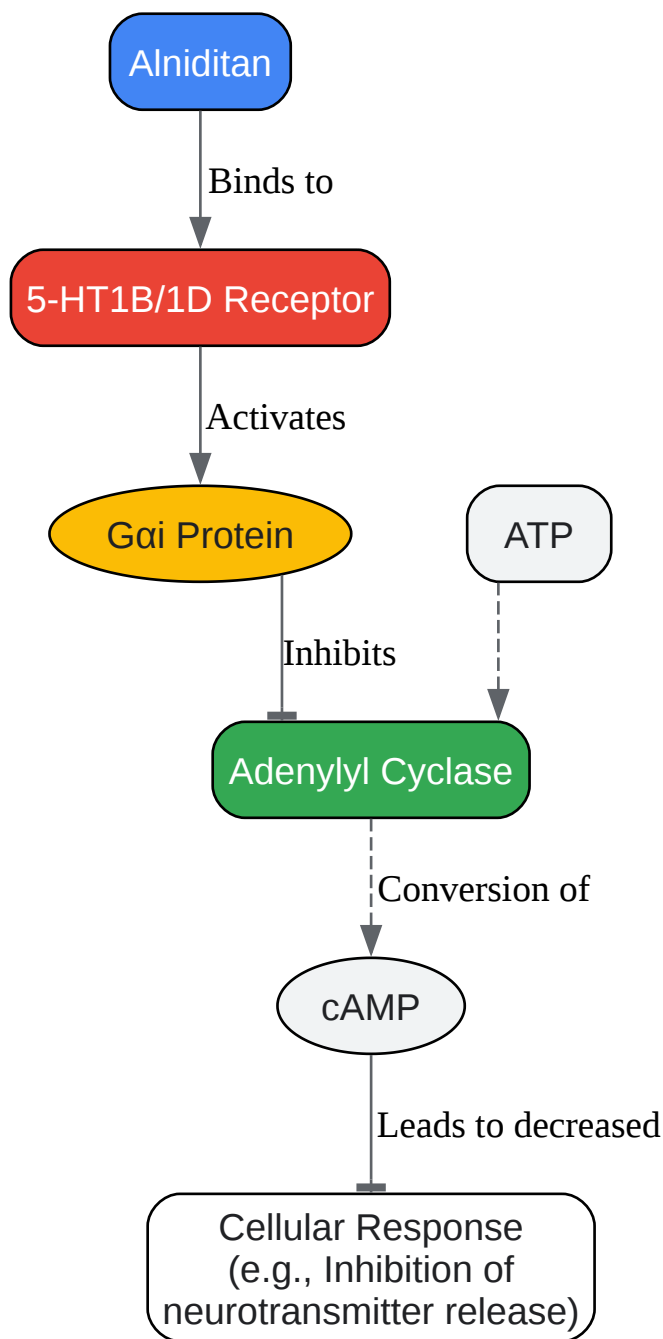 Alniditan
Binds to
5-HT1B/1D Receptor
Activates
Gαi Protein
ATP
Inhibits
Adenylyl Cyclase
Conversion of
cAMP
Leads to decreased
Cellular Response
(e.g., Inhibition of
neurotransmitter release)